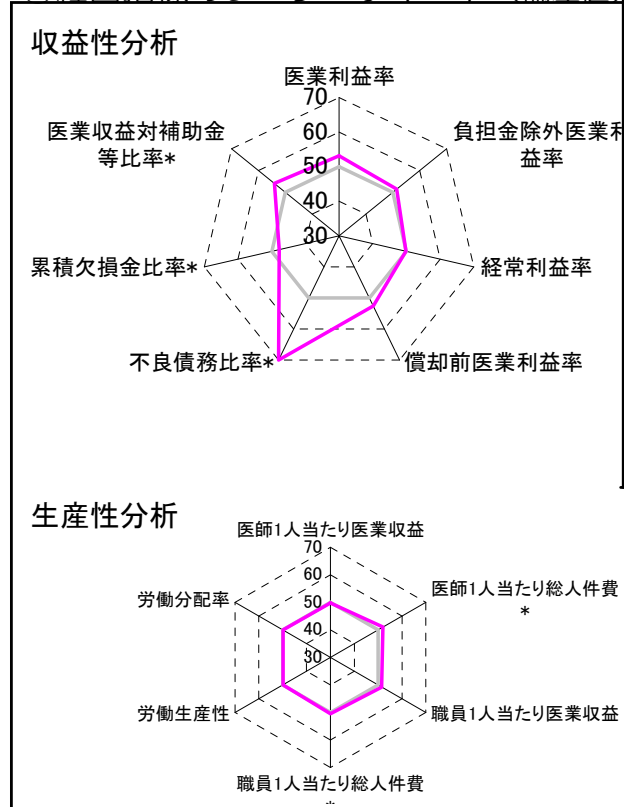 収益性分析
医業利益率
70
医業収益対補助金
等比率*
60
負担金除外医業利
益率
50
40
累積欠損金比率*
30
経常利益率
不良債務比率*
償却前医業利益率
生産性分析
医師1人当たり医業収益
70
労働分配率
60
医師1人当たり総人件費
*
50
40
30
労働生産性
職員1人当たり医業収益
職員1人当たり総人件費
*